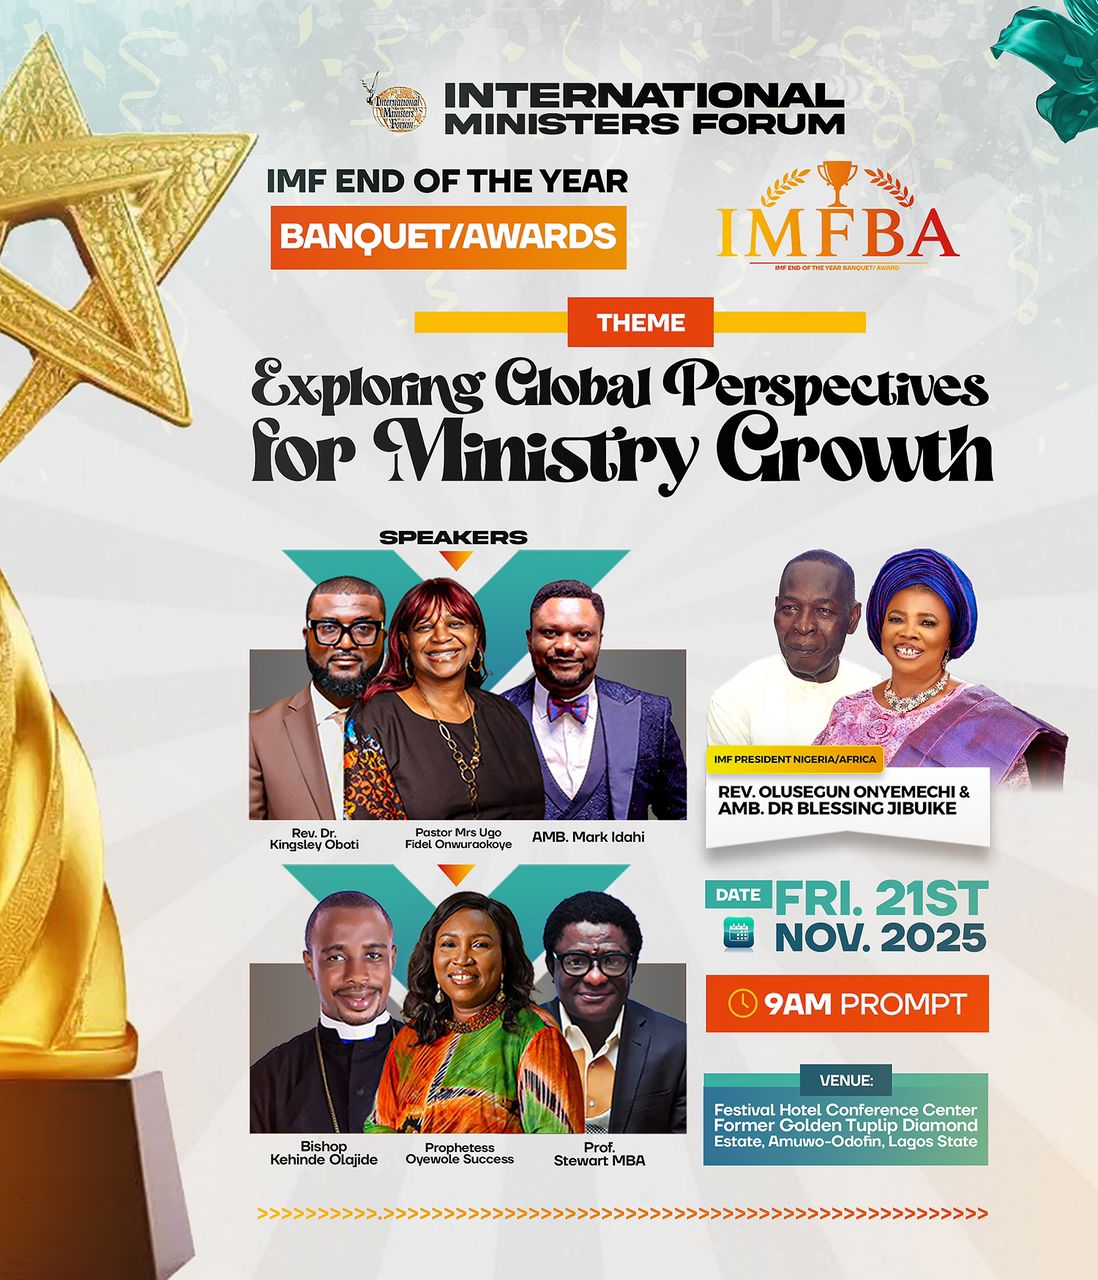 International
Ministers
Forum
INTERNATIONAL
MINISTERS FORUM
IMF END OF THE YEAR
BANQUET/AWARDS
IMFBA
IMF END OF THE YEAR BANQUET/ AWARD
THEME
Exploring Global Perspectives
for Ministry Growth
SPEAKERS
Rev. Dr.
Kingsley Oboti
Pastor Mrs Ugo
Fidel Onwuraokoye
AMB. Mark Idahi
Bishop
Kehinde Olajide
Prophetess
Oyewole Success
Prof.
Stewart MBA
IMF PRESIDENT NIGERIA/AFRICA
REV. OLUSEGUN ONYEMECHI &
AMB. DR BLESSING JIBUIKE
DATE
FRI. 21ST
NOV. 2025
9AM PROMPT
VENUE:
Festival Hotel Conference Center
Former Golden Tuplip Diamond
Estate, Amuwo-Odofin, Lagos State